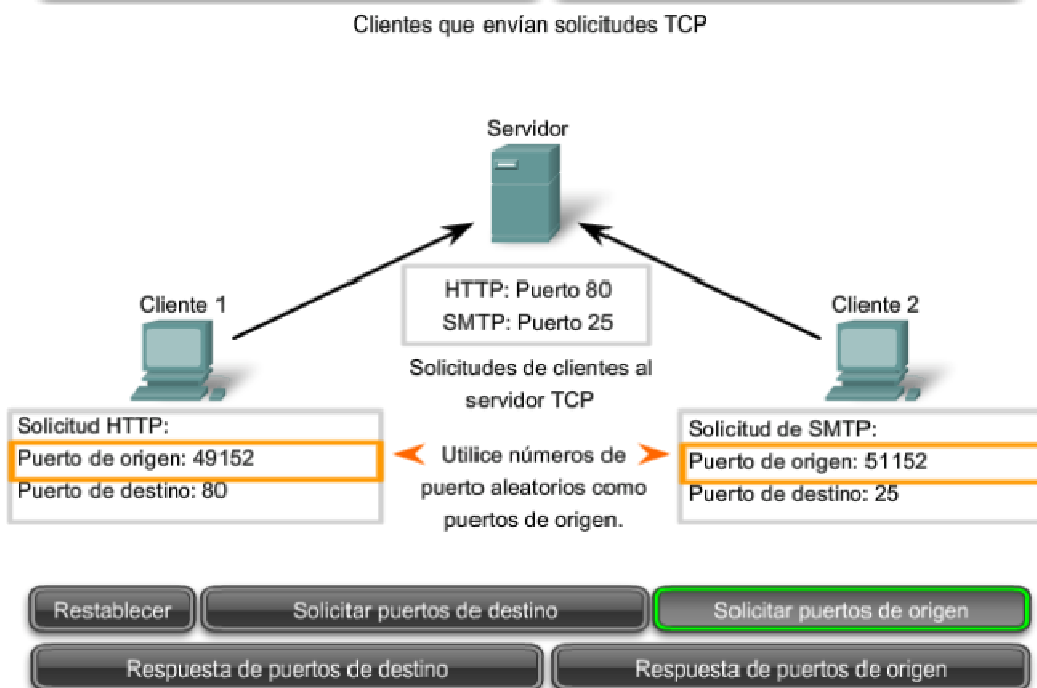 Clientes que envían solicitudes TCP
Servidor
HTTP: Puerto 80
SMTP: Puerto 25
Solicitudes de clientes al
servidor TCP
Cliente 1
Solicitud HTTP:
Puerto de origen: 49152
Puerto de destino: 80
Utilice números de
puerto aleatorios como
puertos de origen.
Cliente 2
Solicitud de SMTP:
Puerto de origen: 51152
Puerto de destino: 25
Restablecer
Solicitar puertos de destino
Solicitar puertos de origen
Respuesta de puertos de destino
Respuesta de puertos de origen